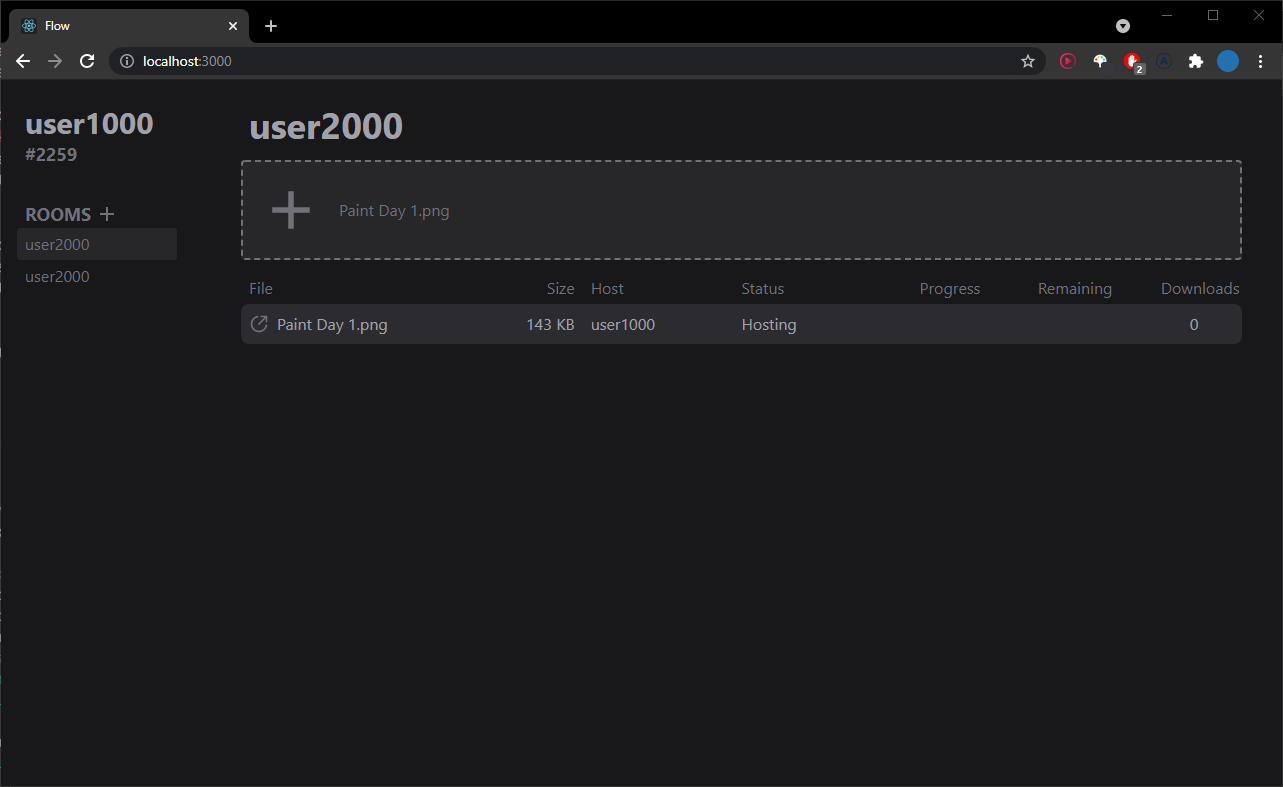 Flow
localhost:3000
2
A
user1000
#2259
ROOMS
user2000
user2000
user2000
Paint Day 1.png
File Size Host Status Progress Remaining Downloads
Paint Day 1.png 143 KB user1000 Hosting 0